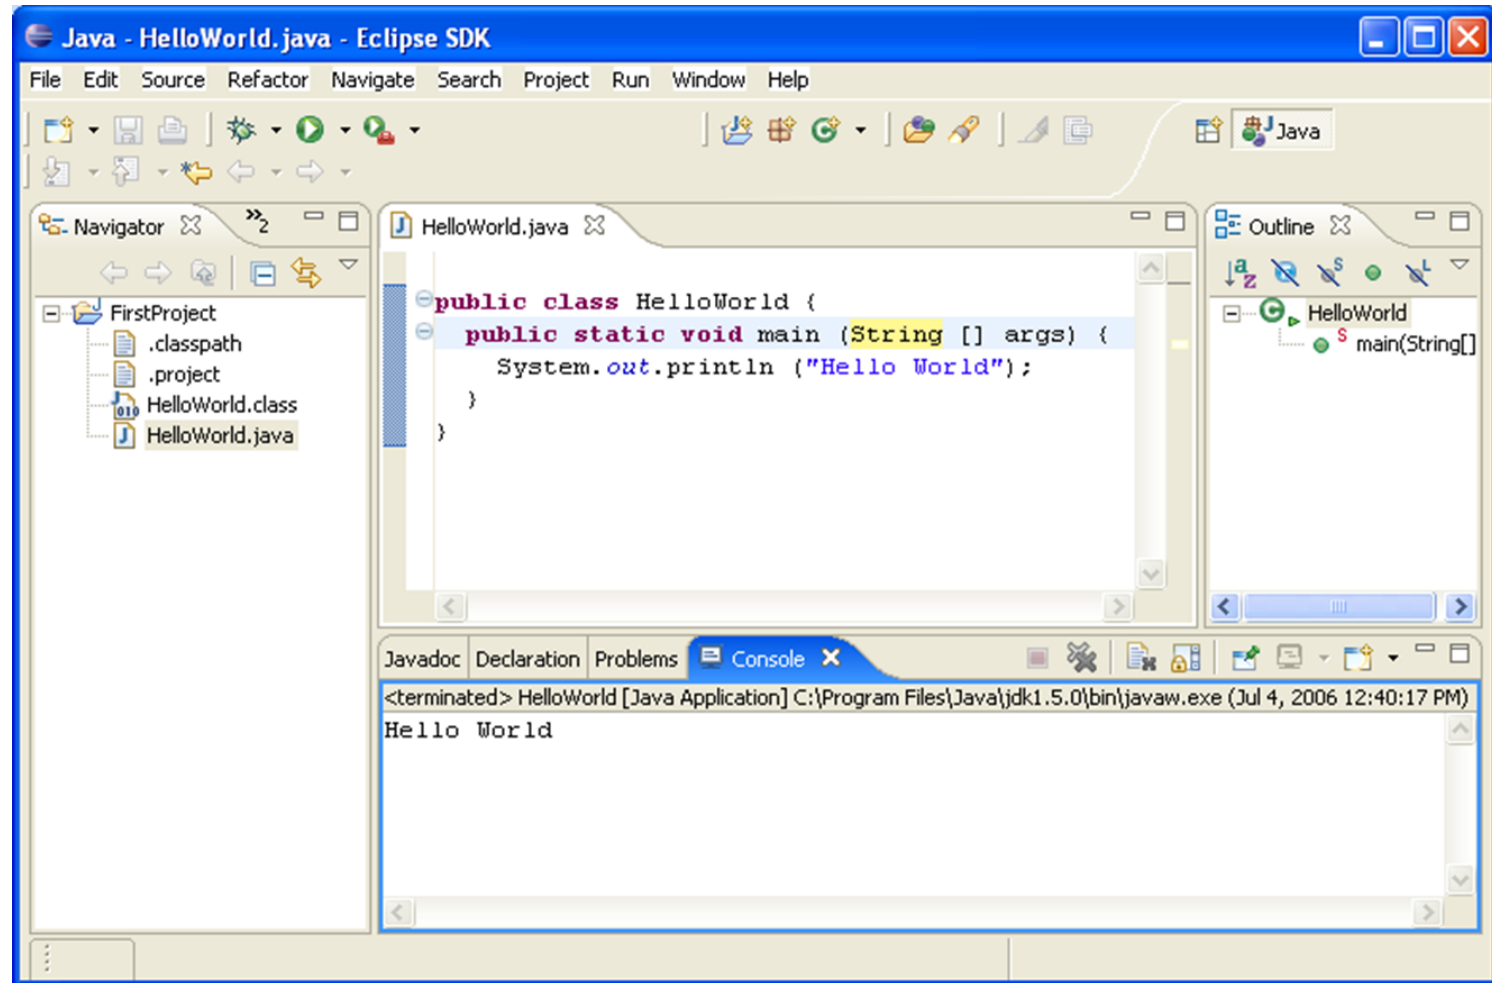 Java - HelloWorld.java - Eclipse SDK
File Edit Source Refactor Navigate Search Project Run Window Help
Java
Navigator
»2
FirstProject
.classpath
.project
HelloWorld.class
HelloWorld.java
HelloWorld.java
public class HelloWorld {
public static void main (String [] args) {
System.out.println ("Hello World");
}
}
Outline
HelloWorld
main(String[]
Javadoc Declaration Problems Console
<terminated> HelloWorld [Java Application] C:\Program Files\Java\jdk1.5.0\bin\javaw.exe (Jul 4, 2006 12:40:17 PM)
Hello World